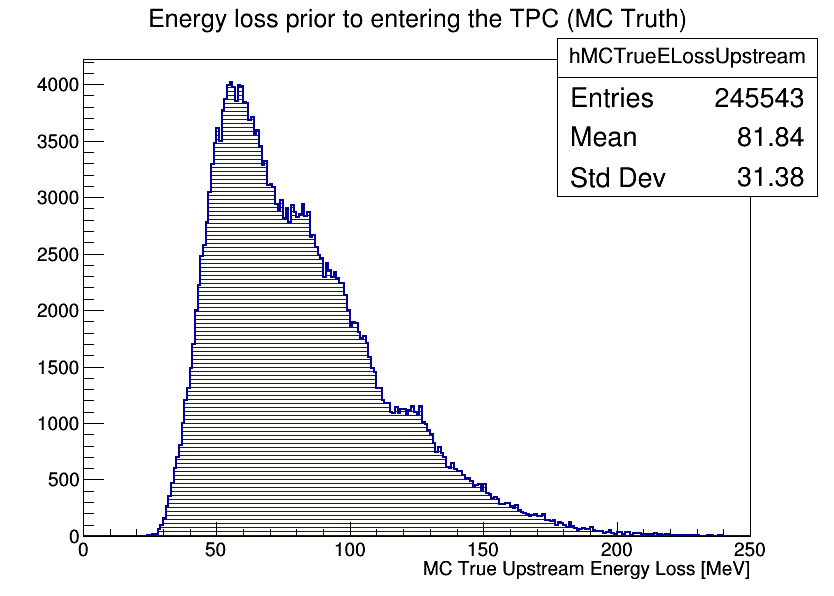 Energy loss prior to entering the TPC (MC Truth)
hMCTrueELossUpstream
Entries 245543
Mean 81.84
Std Dev 31.38
4000
3500
3000
2500
2000
1500
1000
500
0
0 50 100 150 200 250
MC True Upstream Energy Loss [MeV]